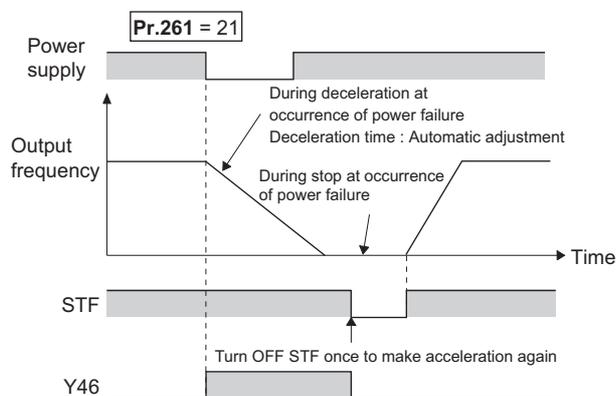 Pr.261 = 21
Power
supply
During deceleration at
occurrence of power failure
Deceleration time : Automatic adjustment
Output
frequency
During stop at occurrence
of power failure
Time
STF
Turn OFF STF once to make acceleration again
Y46